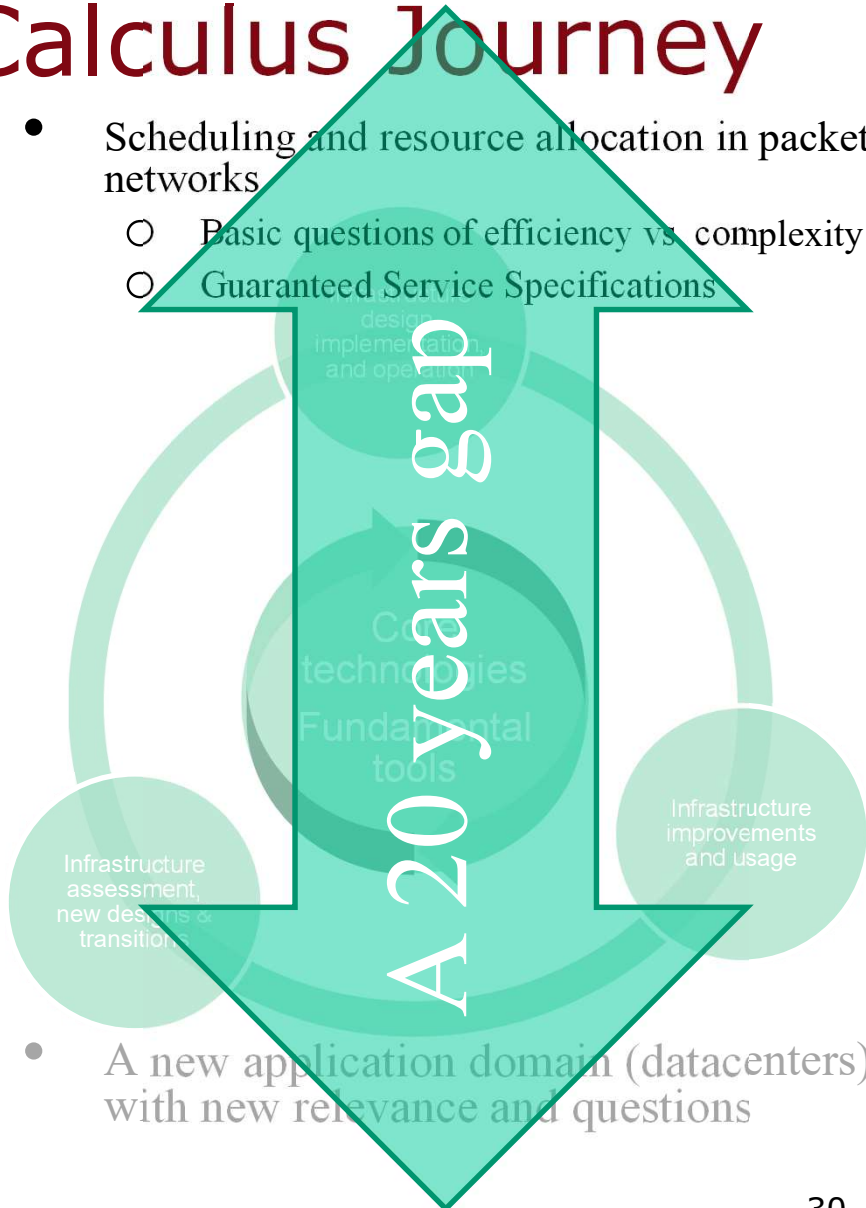 Calculus Journey
• Scheduling and resource allocation in packet
networks
○ Basic questions of efficiency vs. complexity
○ Guaranteed Service Specifications
Infrastructure
design,
implementation,
and operation
A 20 years gap
Core
technologies
Fundamental
tools
Infrastructure
improvements
and usage
Infrastructure
assessment,
new designs &
transitions
• A new application domain (datacenters)
with new relevance and questions
30